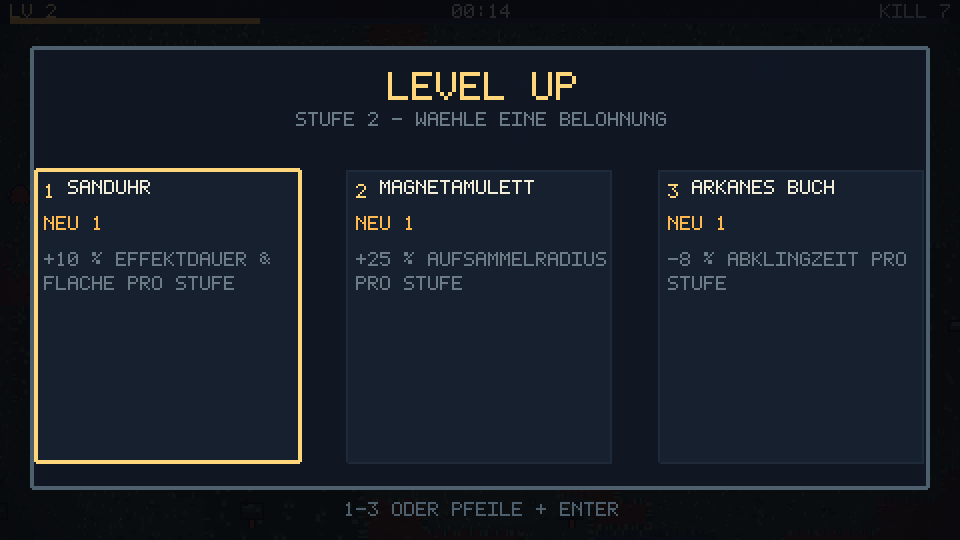 LV 2 00:14 KILL 7
LEVEL UP
STUFE 2 - WAEHLE EINE BELOHNUNG
1 SANDUHR
NEU 1
+10 % EFFEKTDAUER &
FLACHE PRO STUFE
2 MAGNETAMULETT
NEU 1
+25 % AUFSAMMELRADIUS
PRO STUFE
3 ARKANES BUCH
NEU 1
-8 % ABKLINGZEIT PRO
STUFE
1-3 ODER PFEILE + ENTER